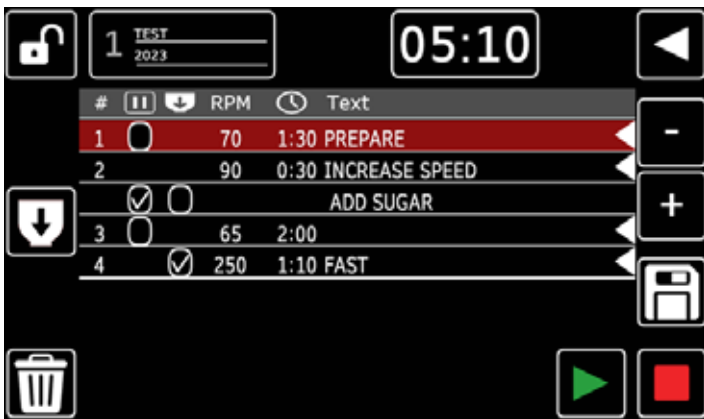 1 TEST
2023
05:10
# RPM Text
1 70 1:30 PREPARE
2 90 0:30 INCREASE SPEED
ADD SUGAR
3 65 2:00
4 250 1:10 FAST
-
+